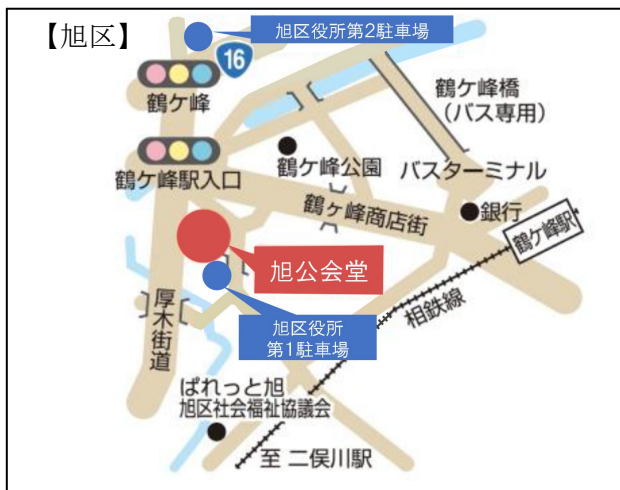 【旭区】
旭区役所第2駐車場
16
鶴ケ峰
鶴ケ峰橋
(バス専用)
鶴ケ峰駅入口
鶴ケ峰公園
バスターミナル
鶴ヶ峰商店街
銀行
鶴ケ峰駅
旭公会堂
相鉄線
厚木街道
旭区役所
第1駐車場
ぱれっと旭
旭区社会福祉協議会
至 二俣川駅